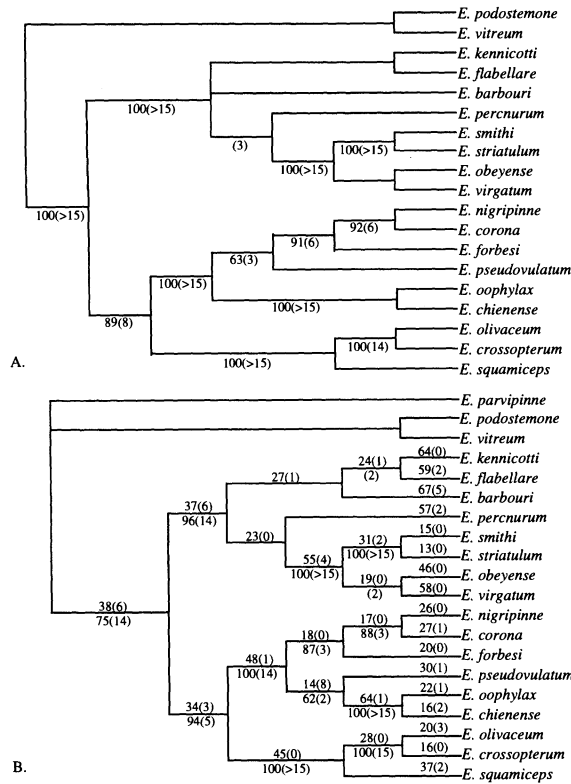 E. podostemone
E. vitreum
E. kennicotti
E. flabellare
100(>15)
E. barbouri
E. percnurum
(3)
E. smithi
100(>15)
E. striatulum
100(>15)
E. obeyense
E. virgatum
100(>15)
E. nigripinne
92(6)
E. corona
91(6)
E. forbesi
63(3)
E. pseudovulatum
100(>15)
E. oophylax
100(>15)
E. chienense
89(8)
E. olivaceum
100(14)
E. crossopterum
100(>15)
E. squamiceps
A.
E. parvipinne
E. podostemone
E. vitreum
64(0)
E. kennicotti
24(1)
(2)
59(2)
E. flabellare
27(1)
67(5)
E. barbouri
37(6)
96(14)
57(2)
E. percnurum
23(0)
15(0)
E. smithi
31(2)
100(>15)
13(0)
E. striatulum
55(4)
100(>15)
46(0)
E. obeyense
19(0)
(2)
58(0)
E. virgatum
38(6)
75(14)
26(0)
E. nigripinne
17(0)
88(3)
27(1)
E. corona
18(0)
87(3)
20(0)
E. forbesi
48(1)
100(14)
30(1)
E. pseudovulatum
14(8)
62(2)
22(1)
E. oophylax
64(1)
100(>15)
16(2)
E. chienense
34(3)
94(5)
20(3)
E. olivaceum
28(0)
100(15)
16(0)
E. crossopterum
45(0)
100(>15)
37(2)
E. squamiceps
B.